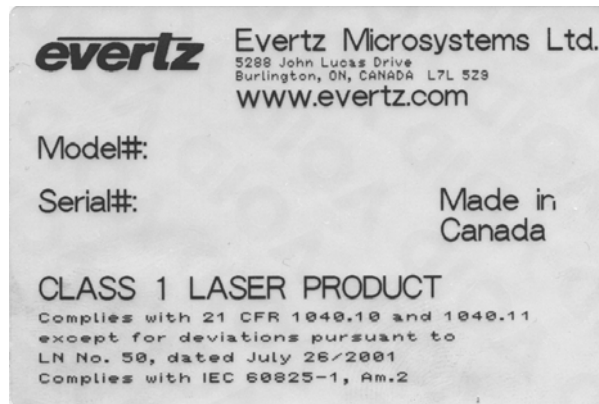 evertz
Evertz Microsystems Ltd.
5288 John Lucas Drive
Burlington, ON, CANADA L7L 5Z9
www.evertz.com
Model#:
Serial#:
Made in
Canada
CLASS 1 LASER PRODUCT
Complies with 21 CFR 1040.10 and 1040.11
except for deviations pursuant to
LN No. 50, dated July 26/2001
Complies with IEC 60825-1, Am.2